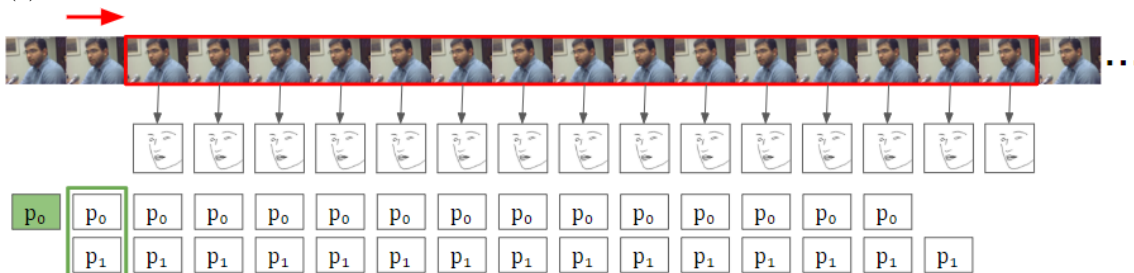 ..
p₀ p₀ p₀ p₀ p₀ p₀ p₀ p₀ p₀ p₀ p₀ p₀ p₀ p₀ p₀
p₁ p₁ p₁ p₁ p₁ p₁ p₁ p₁ p₁ p₁ p₁ p₁ p₁ p₁ p₁